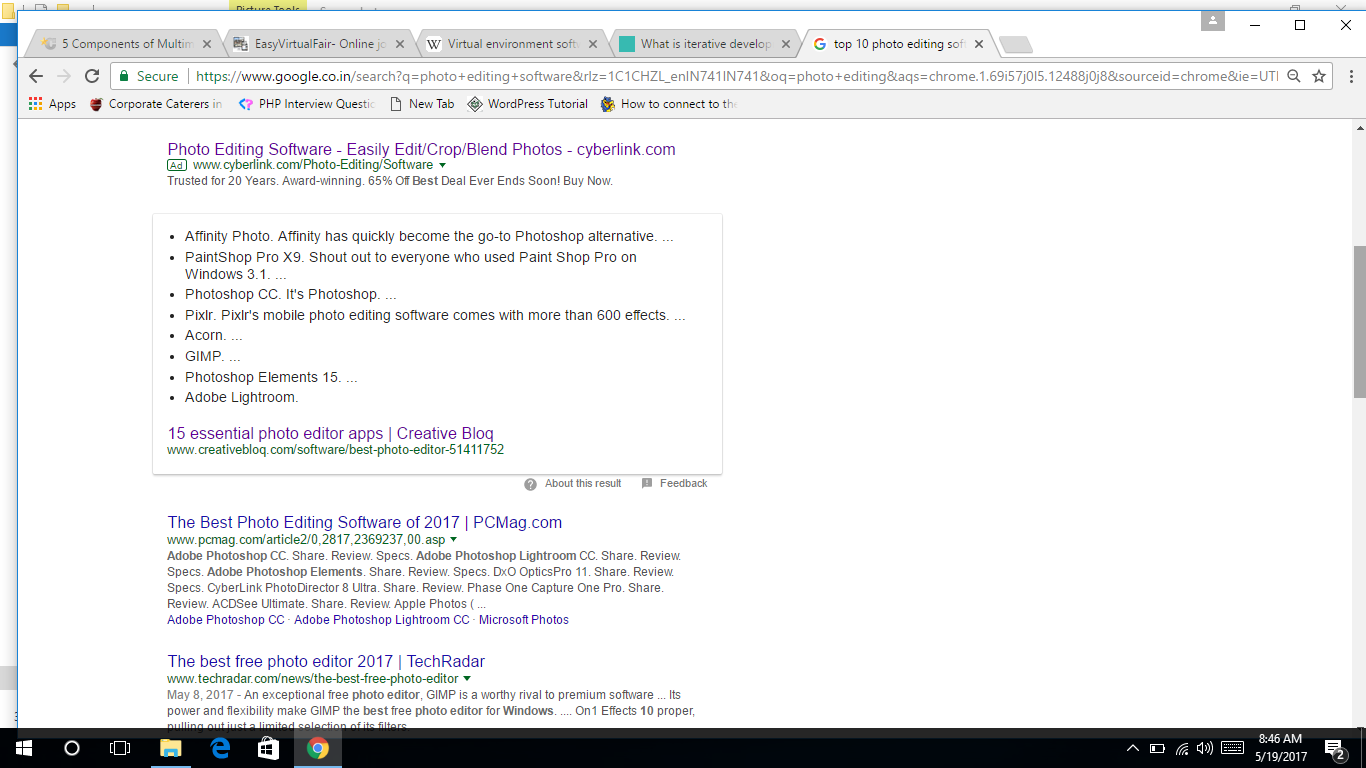 Picture Tools
5 Components of Multim
EasyVirtualFair- Online jo
Virtual environment soft
What is iterative develop
top 10 photo editing sof
Secure
https://www.google.co.in/search?q=photo+editing+software&rlz=1C1CHZL_enIN741IN741&oq=photo+editing&aqs=chrome.1.69i57j0l5.12488j0j8&sourceid=chrome&ie=UTI
Apps
Corporate Caterers in
PHP Interview Questic
New Tab
WordPress Tutorial
How to connect to the
Photo Editing Software - Easily Edit/Crop/Blend Photos - cyberlink.com
Ad www.cyberlink.com/Photo-Editing/Software
Trusted for 20 Years. Award-winning. 65% Off Best Deal Ever Ends Soon! Buy Now.
• Affinity Photo. Affinity has quickly become the go-to Photoshop alternative. ...
• PaintShop Pro X9. Shout out to everyone who used Paint Shop Pro on
Windows 3.1. ...
• Photoshop CC. It's Photoshop. ...
• Pixlr. Pixlr's mobile photo editing software comes with more than 600 effects. ...
• Acorn. ...
• GIMP. ...
• Photoshop Elements 15. ...
• Adobe Lightroom.
15 essential photo editor apps | Creative Bloq
www.creativebloq.com/software/best-photo-editor-51411752
About this result
Feedback
The Best Photo Editing Software of 2017 | PCMag.com
www.pcmag.com/article2/0,2817,2369237,00.asp
Adobe Photoshop CC. Share. Review. Specs. Adobe Photoshop Lightroom CC. Share. Review.
Specs. Adobe Photoshop Elements. Share. Review. Specs. DxO OpticsPro 11. Share. Review.
Specs. CyberLink PhotoDirector 8 Ultra. Share. Review. Phase One Capture One Pro. Share.
Review. ACDSee Ultimate. Share. Review. Apple Photos ( ...
Adobe Photoshop CC · Adobe Photoshop Lightroom CC · Microsoft Photos
The best free photo editor 2017 | TechRadar
www.techradar.com/news/the-best-free-photo-editor
May 8, 2017 - An exceptional free photo editor, GIMP is a worthy rival to premium software ... Its
power and flexibility make GIMP the best free photo editor for Windows. .... On1 Effects 10 proper,
pulling out just a limited selection of its filters.
8:46 AM
5/19/2017
2